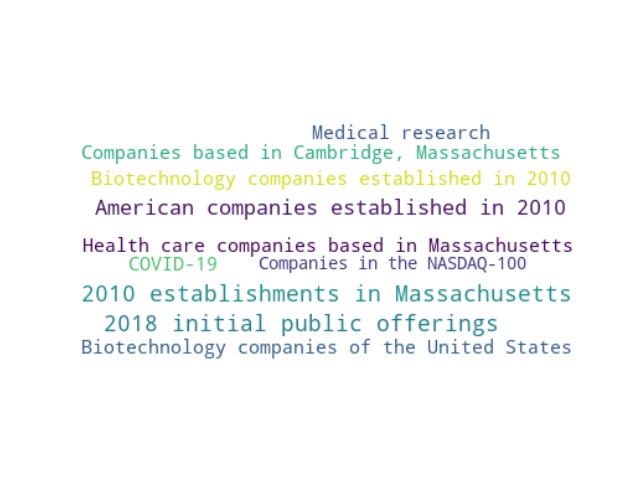 Medical research
Companies based in Cambridge, Massachusetts
Biotechnology companies established in 2010
American companies established in 2010
Health care companies based in Massachusetts
COVID-19 Companies in the NASDAQ-100
2010 establishments in Massachusetts
2018 initial public offerings
Biotechnology companies of the United States